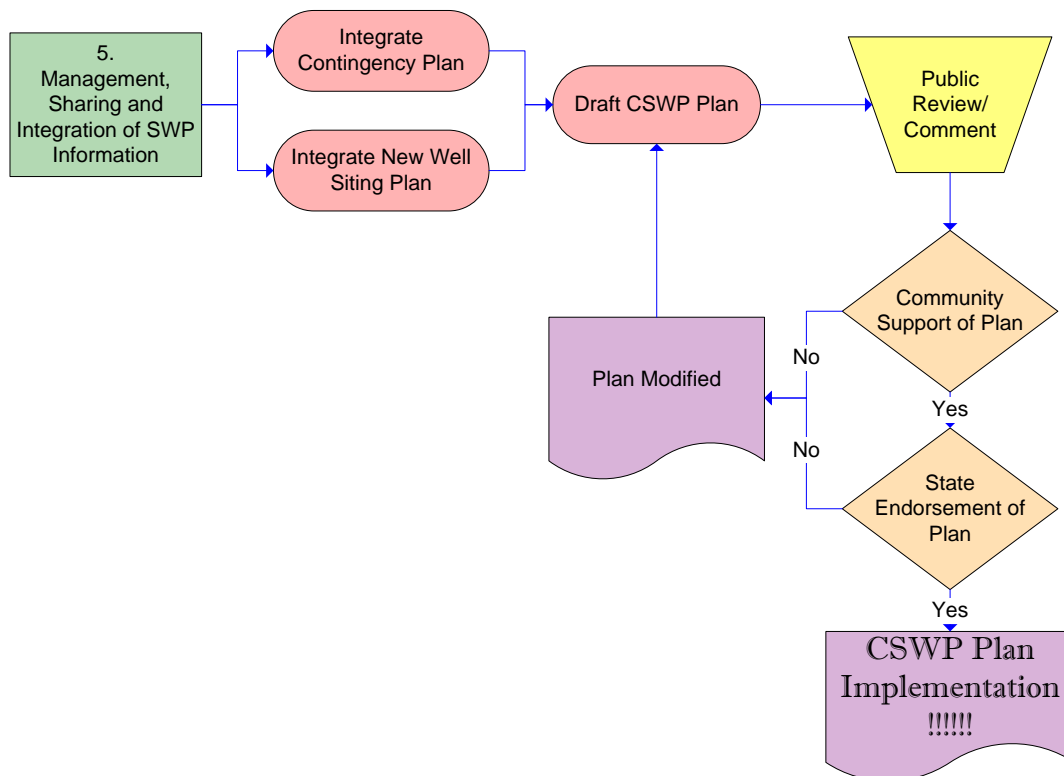 5.
Management,
Sharing and
Integration of SWP
Information
Integrate
Contingency Plan
Integrate New Well
Siting Plan
Draft CSWP Plan
Public
Review/
Comment
Community
Support of Plan
No
Yes
Plan Modified
No
State
Endorsement of
Plan
Yes
CSWP Plan
Implementation
!!!!!!